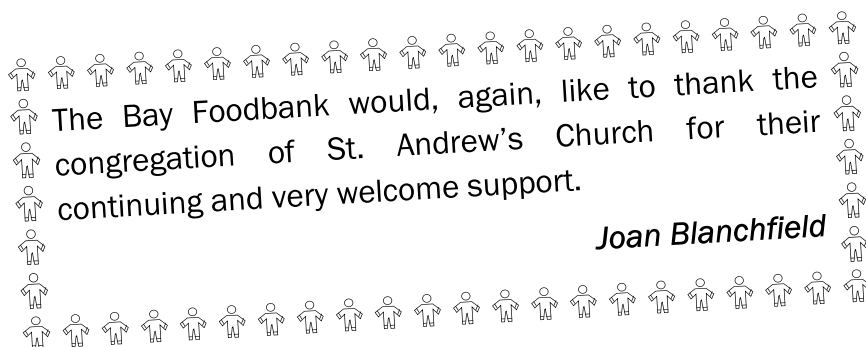 The Bay Foodbank would, again, like to thank the
congregation of St. Andrew's Church for their
continuing and very welcome support.
Joan Blanchfield